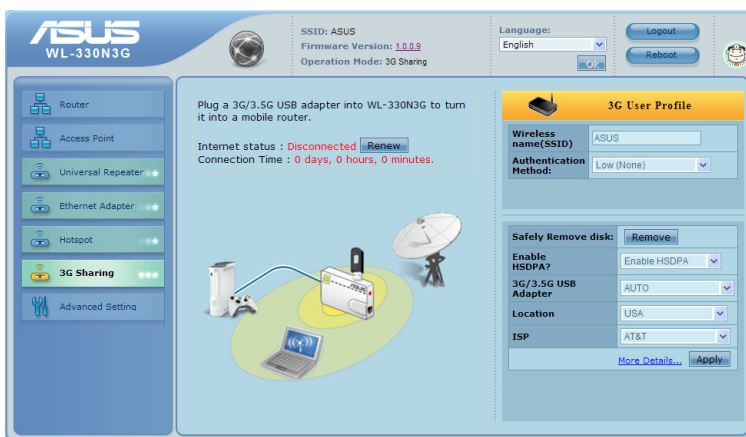 ASUS
WL-330N3G
SSID: ASUS
Firmware Version: 1.0.0.9
Operation Mode: 3G Sharing
Language:
English
OK
Logout
Reboot
Router
Access Point
Universal Repeater
Ethernet Adapter
Hotspot
3G Sharing
Advanced Setting
Plug a 3G/3.5G USB adapter into WL-330N3G to turn
it into a mobile router.
Internet status : Disconnected Renew
Connection Time : 0 days, 0 hours, 0 minutes.
ASUS
3G User Profile
Wireless
name(SSID) ASUS
Authentication
Method: Low (None)
Safely Remove disk: Remove
Enable
HSDPA? Enable HSDPA
3G/3.5G USB
Adapter AUTO
Location USA
ISP AT&T
More Details... Apply